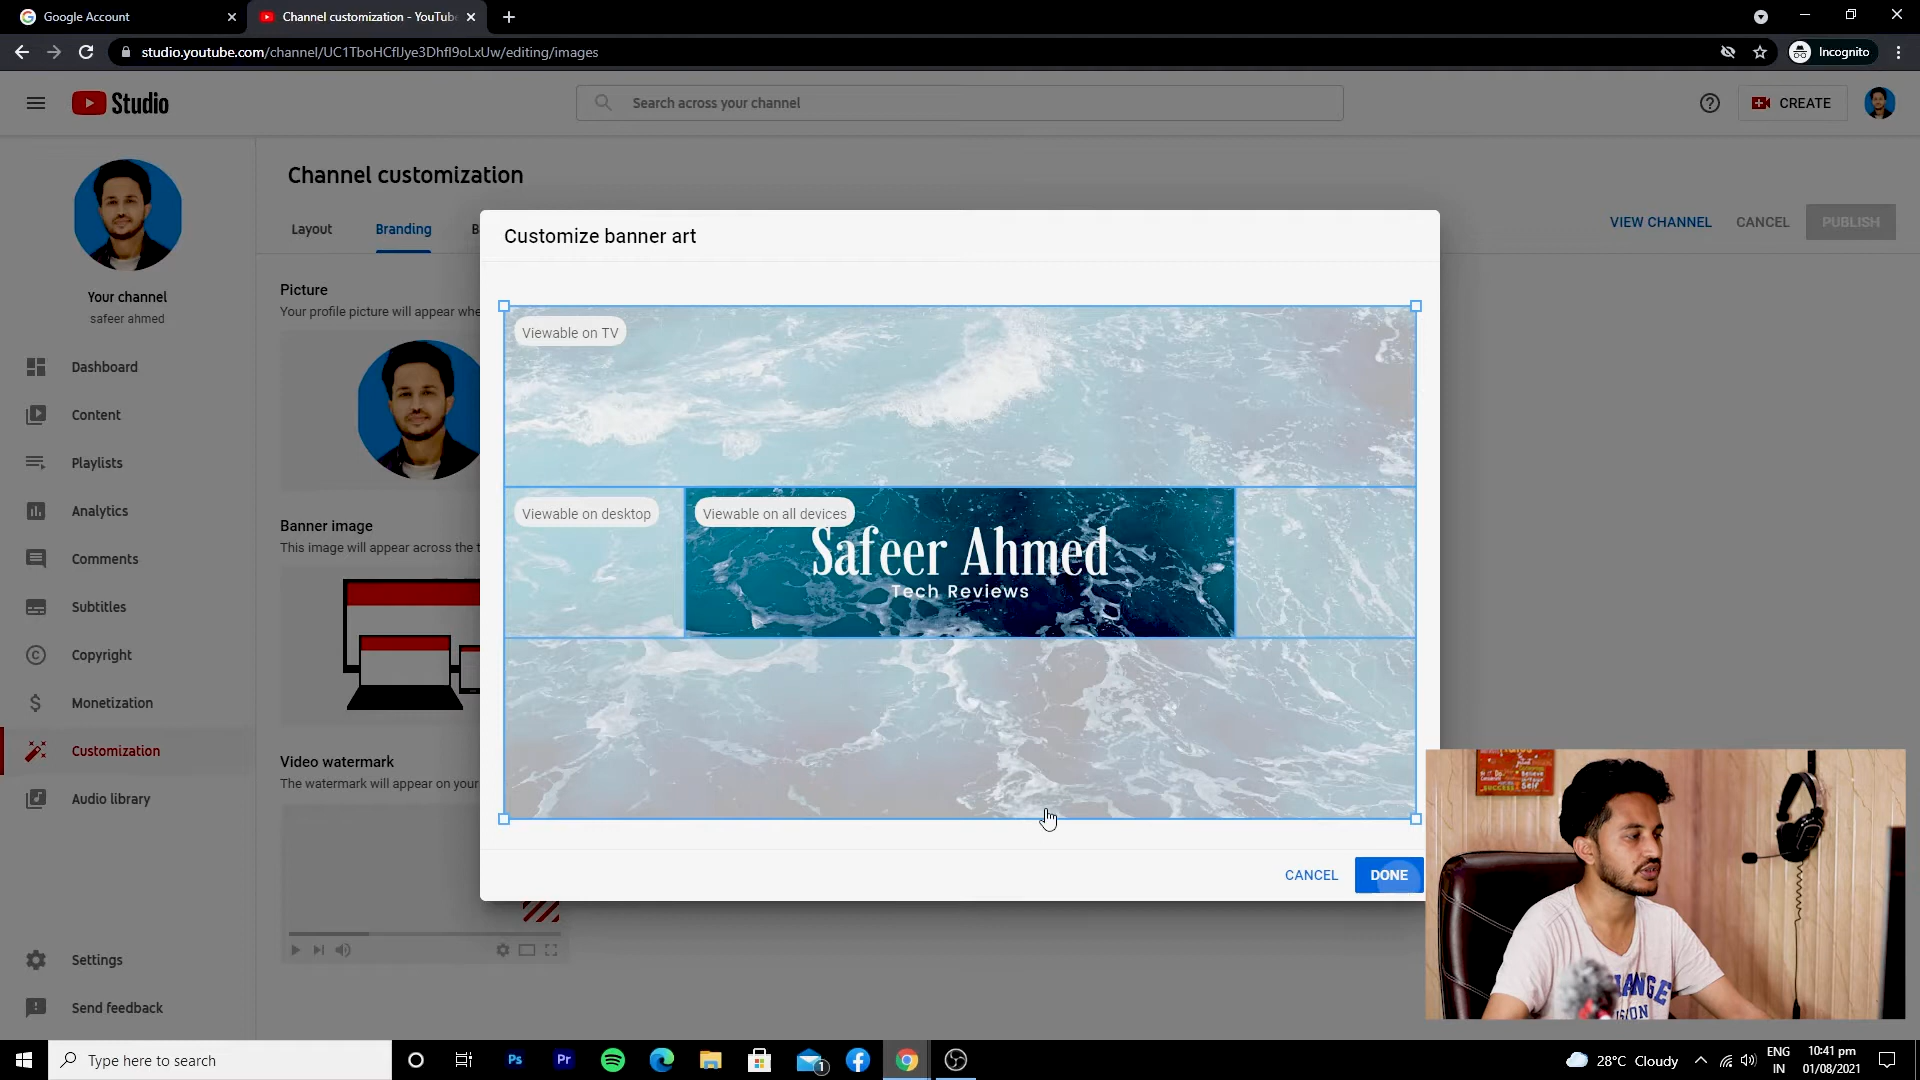 Google Account
Channel customization - YouTube
studio.youtube.com/channel/UC1TboHCflJye3Dhfl9oLxUw/editing/images
Incognito
Studio
Search across your channel
CREATE
Your channel
safeer ahmed
Dashboard
Content
Playlists
Analytics
Comments
Subtitles
Copyright
Monetization
Customization
Audio library
Settings
Send feedback
Channel customization
Layout
Branding
B
VIEW CHANNEL
CANCEL
PUBLISH
Picture
Your profile picture will appear whe
Banner image
This image will appear across the t
Video watermark
The watermark will appear on your
Customize banner art
Viewable on TV
Viewable on desktop
Viewable on all devices
Safeer Ahmed
Tech Reviews
CANCEL
DONE
Type here to search
Ps
Pr
1
28°C Cloudy
ENG
IN
10:41 pm
01/08/2021